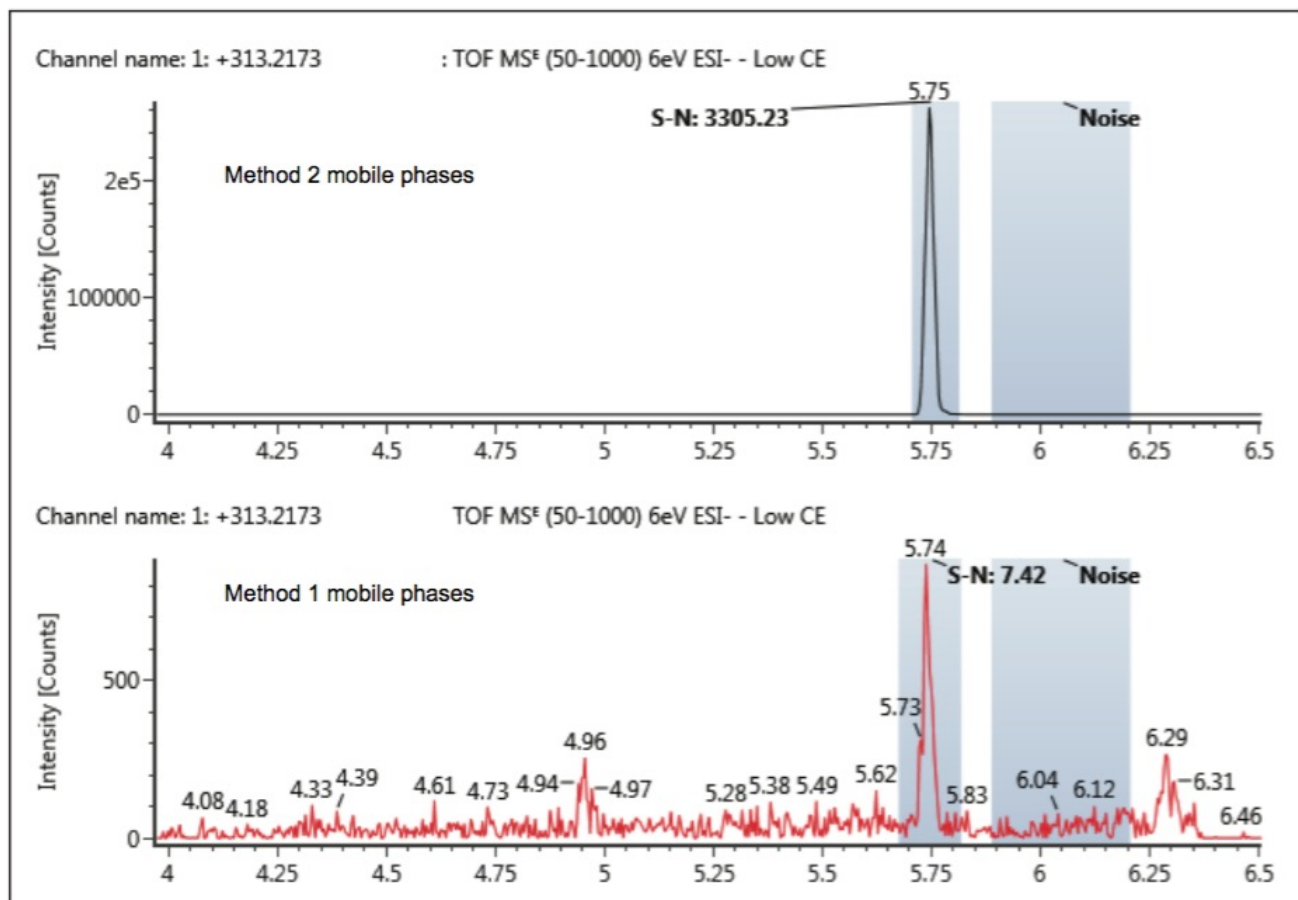 Channel name: 1: +313.2173 : TOF MSᴱ (50-1000) 6eV ESI- - Low CE
5.75
S-N: 3305.23 Noise
Method 2 mobile phases
Intensity [Counts]
2e5
100000
0
4 4.25 4.5 4.75 5 5.25 5.5 5.75 6 6.25 6.5
Channel name: 1: +313.2173 TOF MSᴱ (50-1000) 6eV ESI- - Low CE
5.74
S-N: 7.42 Noise
Method 1 mobile phases
Intensity [Counts]
500
0
4.08 4.18 4.33 4.39 4.61 4.73 4.94 4.96 4.97 5.28 5.38 5.49 5.62 5.73 5.83 6.04 6.12 6.29 6.31 6.46
4 4.25 4.5 4.75 5 5.25 5.5 5.75 6 6.25 6.5